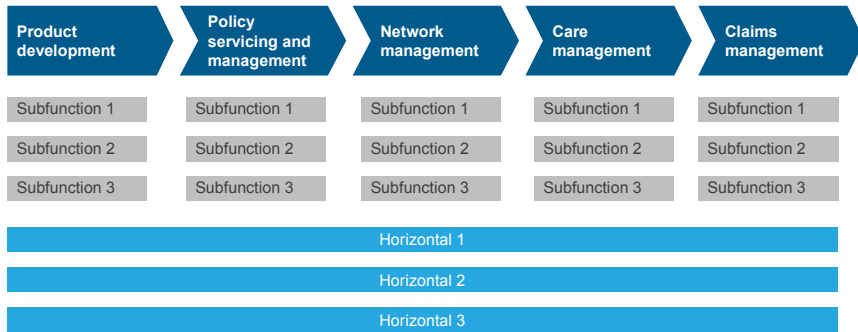 Product
development
Policy
servicing and
management
Network
management
Care
management
Claims
management
Subfunction 1
Subfunction 1
Subfunction 1
Subfunction 1
Subfunction 1
Subfunction 2
Subfunction 2
Subfunction 2
Subfunction 2
Subfunction 2
Subfunction 3
Subfunction 3
Subfunction 3
Subfunction 3
Subfunction 3
Horizontal 1
Horizontal 2
Horizontal 3